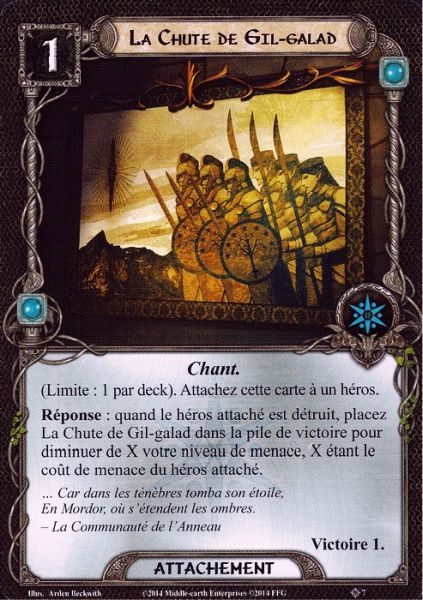 1
La Chute de Gil-galad
Chant.
(Limite : 1 par deck). Attachez cette carte à un héros.
Réponse : quand le héros attaché est détruit, placez
La Chute de Gil-galad dans la pile de victoire pour
diminuer de X votre niveau de menace, X étant le
coût de menace du héros attaché.
… Car dans les ténèbres tomba son étoile,
En Mordor, où s’étendent les ombres.
– La Communauté de l’Anneau
Victoire 1.
Attachement
Illus. Arden Beckwith ©2014 Middle-earth Enterprises ©2014 FFG 7